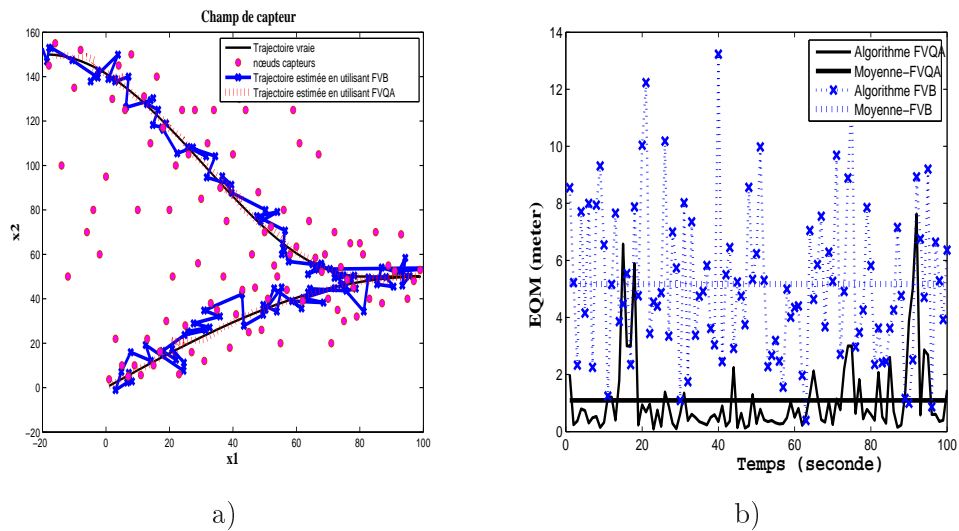 Champ de capteur
160
140
120
100
80
60
40
20
0
-20
-20
0
20
40
60
80
100
x1
x2
Trajectoire vraie
nœuds capteurs
Trajectoire estimée en utilisant FVB
Trajectoire estimée en utilisant FVQA
a)
14
12
10
8
6
4
2
0
0
20
40
60
80
100
Temps (seconde)
EQM (meter)
Algorithme FVQA
Moyenne-FVQA
Algorithme FVB
Moyenne-FVB
b)